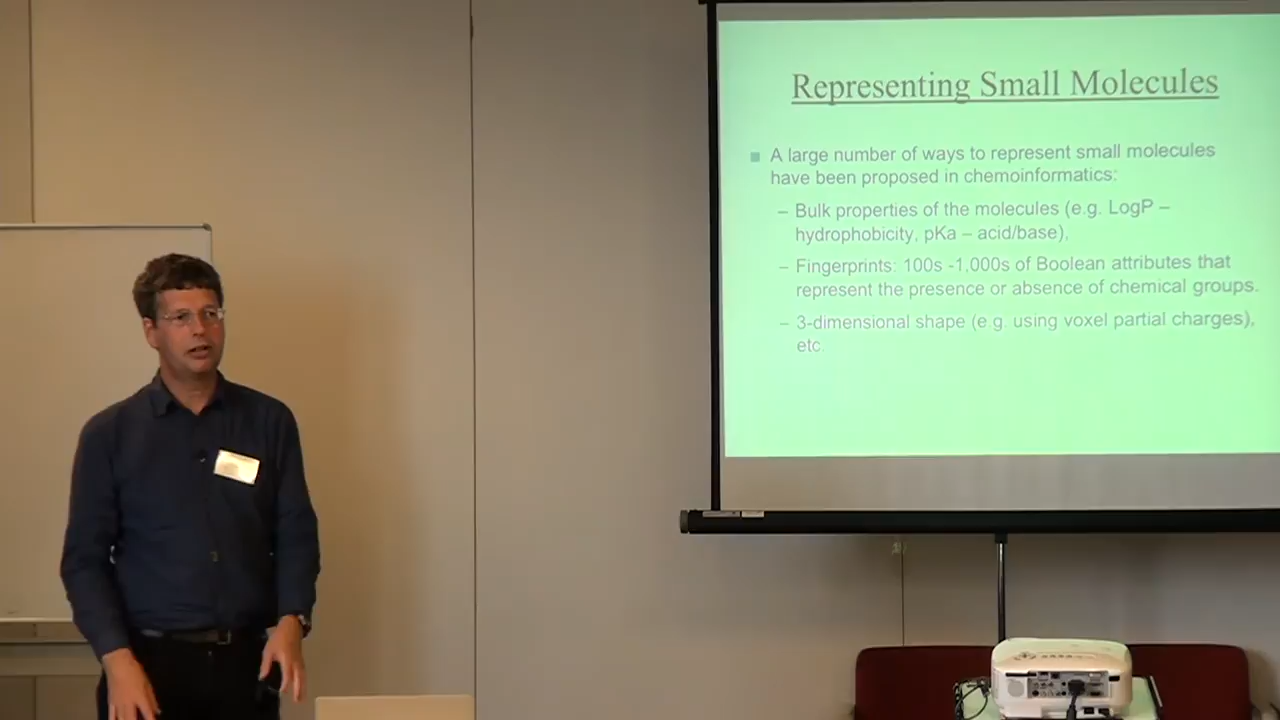 Representing Small Molecules
A large number of ways to represent small molecules
have been proposed in chemoinformatics:
– Bulk properties of the molecules (e.g. LogP –
hydrophobicity, pKa – acid/base),
– Fingerprints: 100s -1,000s of Boolean attributes that
represent the presence or absence of chemical groups.
– 3-dimensional shape (e.g. using voxel partial charges),
etc.